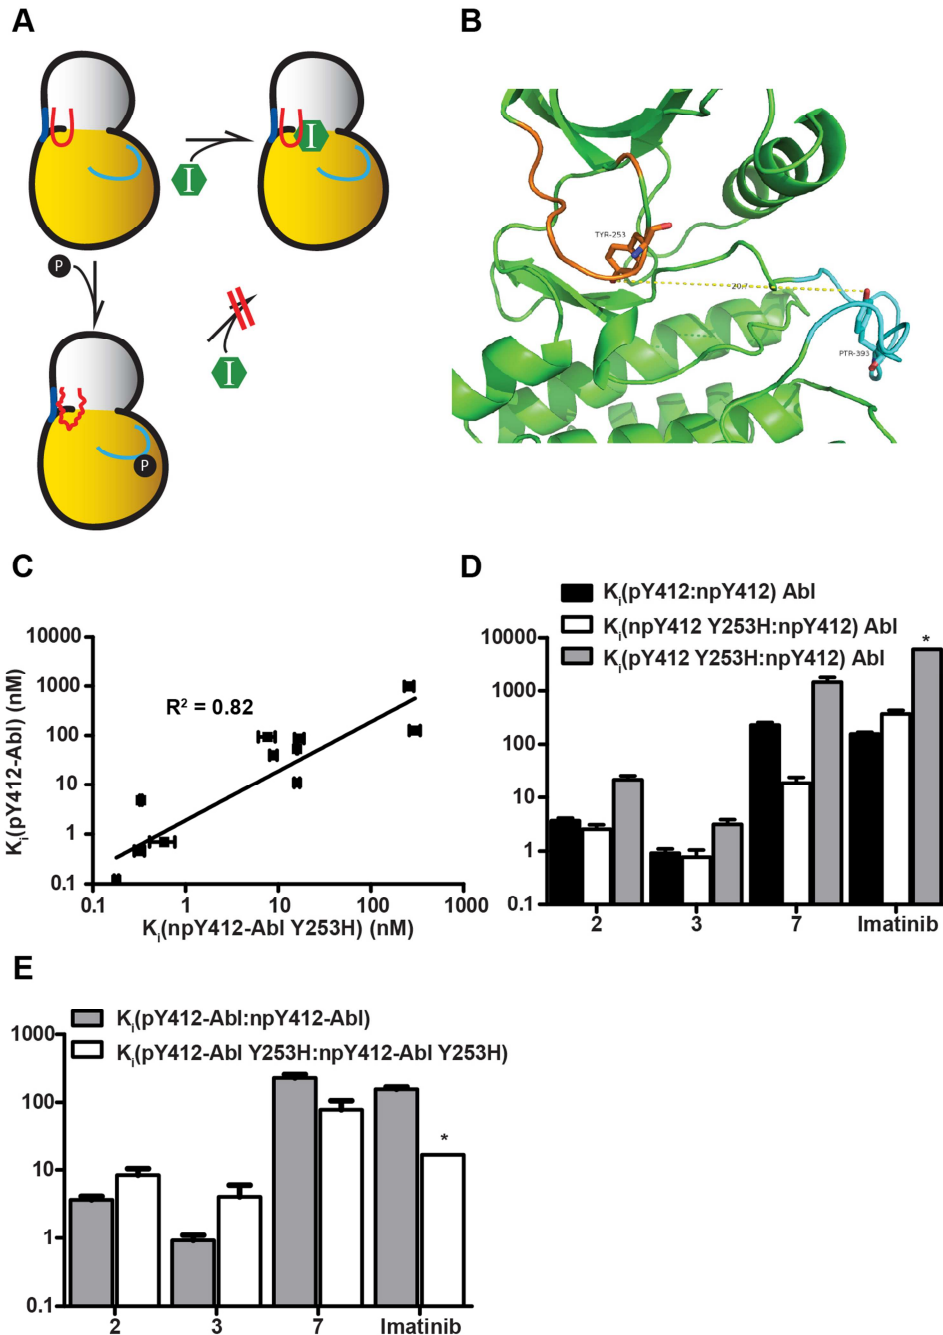 A
I
I
P
I
P
B
TYR-253
20.7
PTR-393
C
10000
1000
100
10
1
0.1
R² = 0.82
Ki(pY412-Abl) (nM)
0.1
1
10
100
1000
Ki(npY412-Abl Y253H) (nM)
D
Ki(pY412:npY412) Abl
Ki(npY412 Y253H:npY412) Abl
Ki(pY412 Y253H:npY412) Abl
10000
1000
100
10
1
0.1
*
2
3
7
Imatinib
E
Ki(pY412-Abl:npY412-Abl)
Ki(pY412-Abl Y253H:npY412-Abl Y253H)
1000
100
10
1
0.1
*
2
3
7
Imatinib